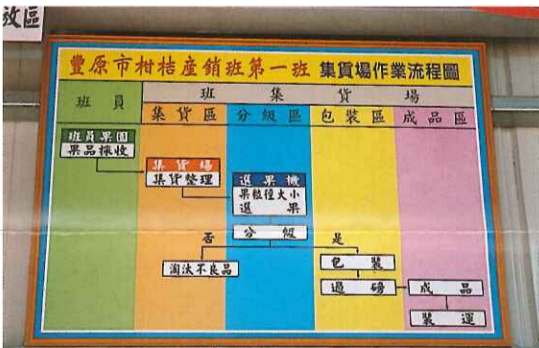 放區
豐原市柑桔産銷班第一班 集貨場作業流程圖
班員
班集貨場
集貨區
分級區
包裝區
成品區
班員果園
果品採收
集貨場
集貨整理
選果機
果粒徑大小
選果
分級
否
是
淘汰不良品
包裝
過磅
成品
裝運